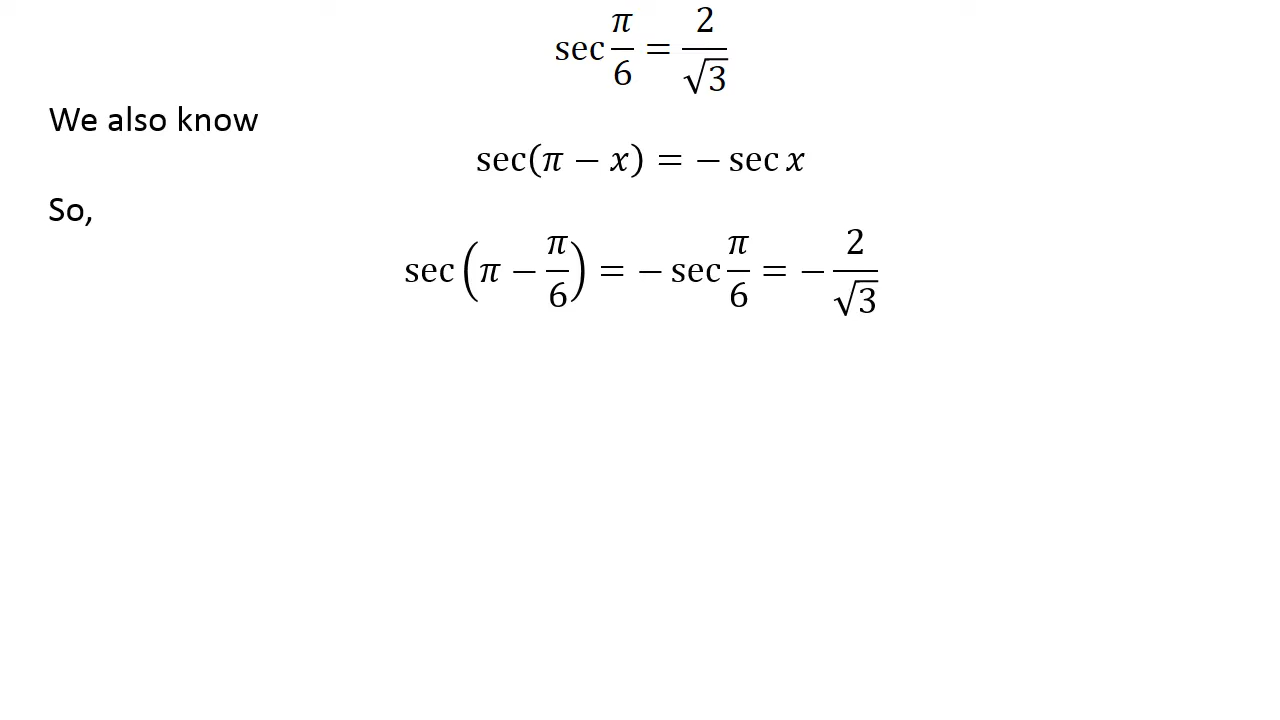 sec π/6 = 2/√3
We also know
sec(π − x) = − sec x
So,
sec(π − π/6) = − sec π/6 = − 2/√3